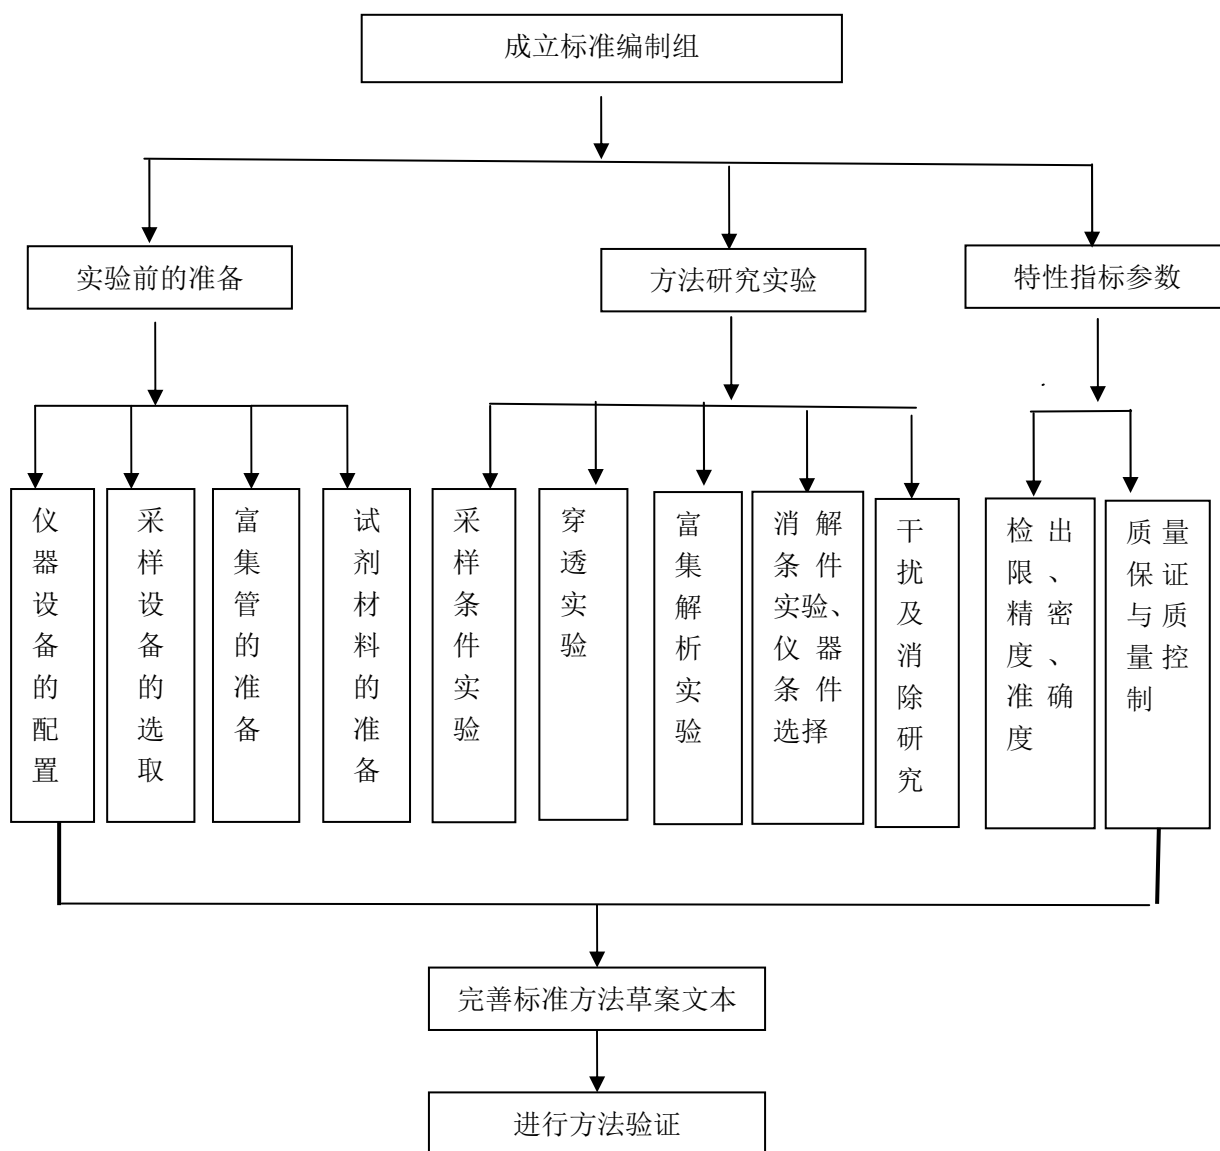 成立标准编制组
实验前的准备
方法研究实验
特性指标参数
仪器设备的配置
采样设备的选取
富集管的准备
试剂材料的准备
采样条件实验
穿透实验
富集解析实验
消解
条件
实验、
仪器
条件
选择
干扰及消除研究
检出
限、
精密
度、
准确
度
质量
保证
与质
量控
制
完善标准方法草案文本
进行方法验证